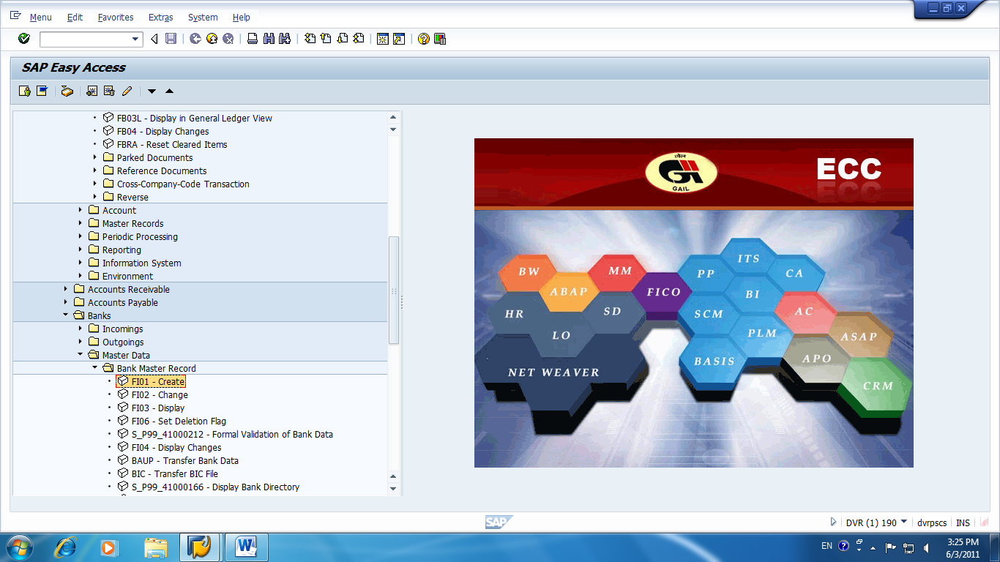 Menu Edit Favorites Extras System Help
SAP Easy Access
FB03L - Display in General Ledger View
FB04 - Display Changes
FBRA - Reset Cleared Items
Parked Documents
Reference Documents
Cross-Company-Code Transaction
Reverse
Account
Master Records
Periodic Processing
Reporting
Information System
Environment
Accounts Receivable
Accounts Payable
Banks
Incomings
Outgoings
Master Data
Bank Master Record
FI01 - Create
FI02 - Change
FI03 - Display
FI06 - Set Deletion Flag
S_P99_41000212 - Formal Validation of Bank Data
FI04 - Display Changes
BAUP - Transfer Bank Data
BIC - Transfer BIC File
S_P99_41000166 - Display Bank Directory
गेल
GAIL
ECC
ITS
BW MM PP CA
ABAP FICO BI
HR SD SCM AC
LO PLM ASAP
NET WEAVER BASIS APO
CRM
SAP
DVR (1) 190 dvrpscs INS
EN 3:25 PM
6/3/2011